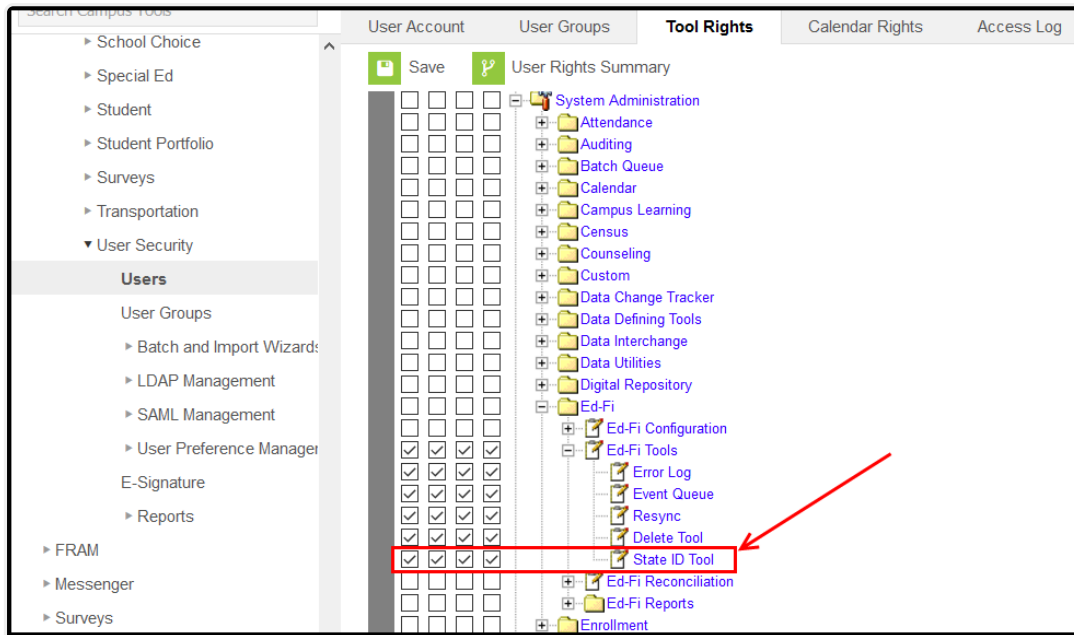 Search Campus Tools
School Choice
Special Ed
Student
Student Portfolio
Surveys
Transportation
User Security
Users
User Groups
Batch and Import Wizards
LDAP Management
SAML Management
User Preference Manager
E-Signature
Reports
FRAM
Messenger
Surveys
User Account User Groups Tool Rights Calendar Rights Access Log
Save User Rights Summary
System Administration
Attendance
Auditing
Batch Queue
Calendar
Campus Learning
Census
Counseling
Custom
Data Change Tracker
Data Defining Tools
Data Interchange
Data Utilities
Digital Repository
Ed-Fi
Ed-Fi Configuration
Ed-Fi Tools
Error Log
Event Queue
Resync
Delete Tool
State ID Tool
Ed-Fi Reconciliation
Ed-Fi Reports
Enrollment